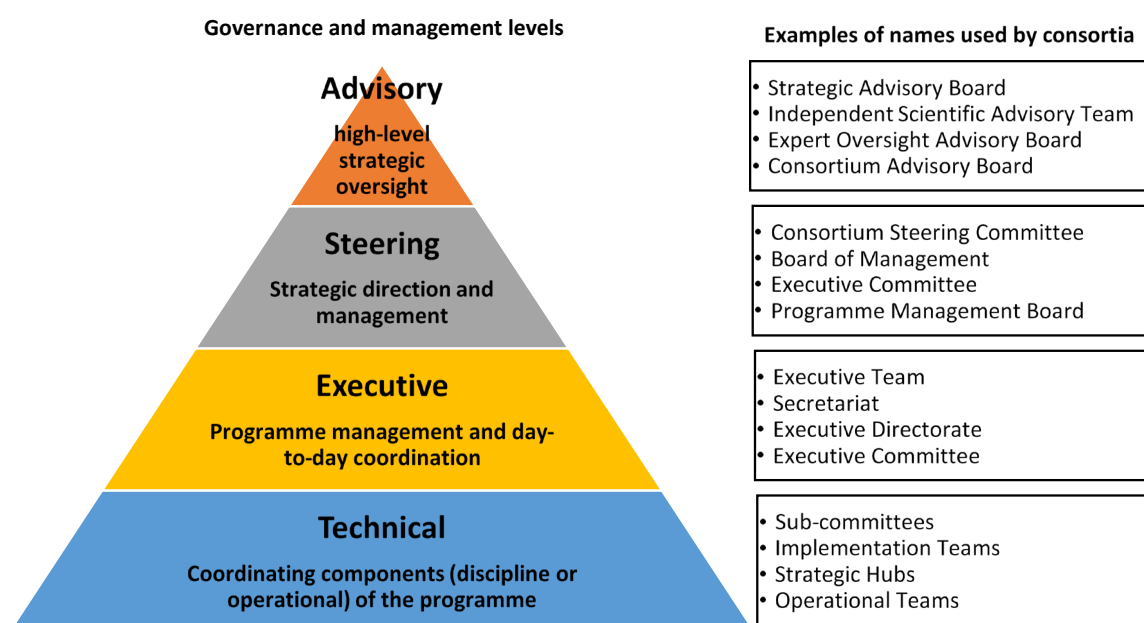 Governance and management levels
Advisory
high-level
strategic
oversight
Steering
Strategic direction and
management
Executive
Programme management and day-
to-day coordination
Technical
Coordinating components (discipline or
operational) of the programme
Examples of names used by consortia
• Strategic Advisory Board
• Independent Scientific Advisory Team
• Expert Oversight Advisory Board
• Consortium Advisory Board
• Consortium Steering Committee
• Board of Management
• Executive Committee
• Programme Management Board
• Executive Team
• Secretariat
• Executive Directorate
• Executive Committee
• Sub-committees
• Implementation Teams
• Strategic Hubs
• Operational Teams